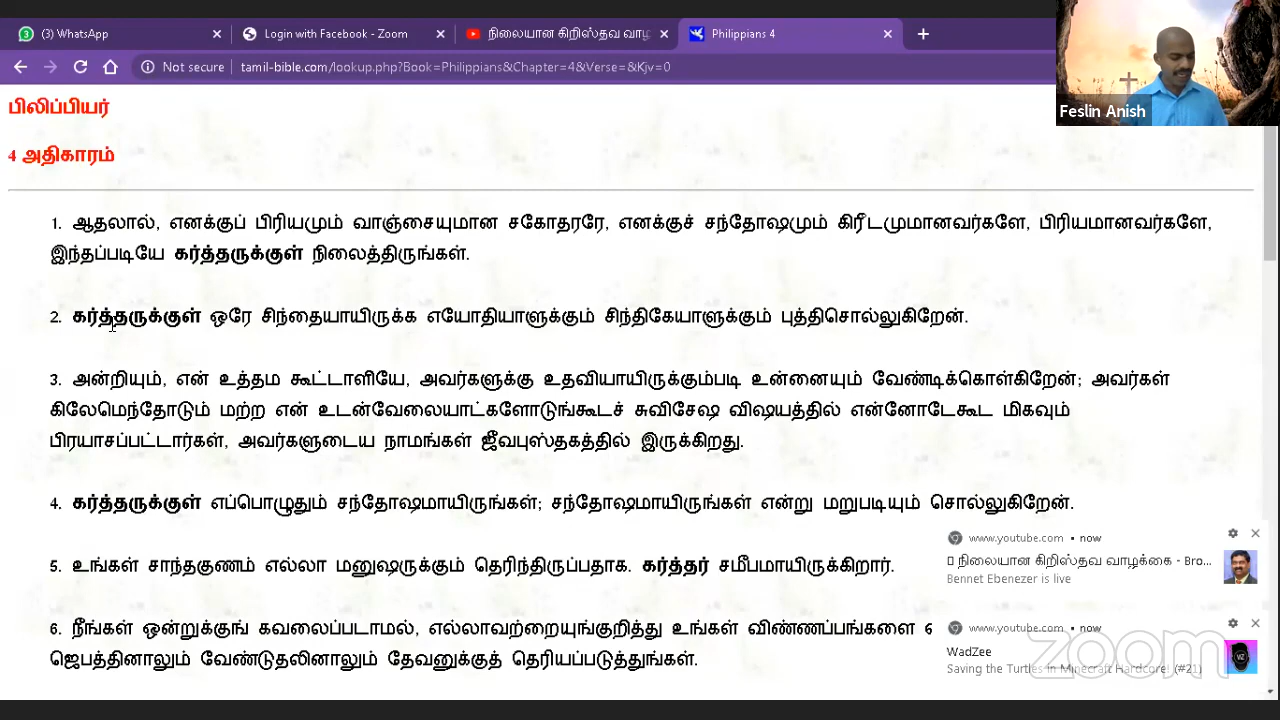 (3) WhatsApp
Login with Facebook - Zoom
நிலையான கிறிஸ்தவ வாழ
Philippians 4
Not secure
tamil-bible.com/lookup.php?Book=Philippians&Chapter=4&Verse=&Kjv=0
Feslin Anish
பிலிப்பியர்
4 அதிகாரம்
1. ஆதலால், எனக்குப் பிரியமும் வாஞ்சையுமான சகோதரரே, எனக்குச் சந்தோஷமும் கிரீடமுமானவர்களே, பிரியமானவர்களே,
இந்தப்படியே கர்த்தருக்குள் நிலைத்திருங்கள்.
2. கர்த்தருக்குள் ஒரே சிந்தையாயிருக்க எயோதியாளுக்கும் சிந்திகேயாளுக்கும் புத்திசொல்லுகிறேன்.
3. அன்றியும், என் உத்தம கூட்டாளியே, அவர்களுக்கு உதவியாயிருக்கும்படி உன்னையும் வேண்டிக்கொள்கிறேன்; அவர்கள்
கிலேமெந்தோடும் மற்ற என் உடன்வேலையாட்களோடுங்கூடச் சுவிசேஷ விஷயத்தில் என்னோடேகூட மிகவும்
பிரயாசப்பட்டார்கள், அவர்களுடைய நாமங்கள் ஜீவபுஸ்தகத்தில் இருக்கிறது.
4. கர்த்தருக்குள் எப்பொழுதும் சந்தோஷமாயிருங்கள்; சந்தோஷமாயிருங்கள் என்று மறுபடியும் சொல்லுகிறேன்.
5. உங்கள் சாந்தகுணம் எல்லா மனுஷருக்கும் தெரிந்திருப்பதாக. கர்த்தர் சமீபமாயிருக்கிறார்.
6. நீங்கள் ஒன்றுக்குங் கவலைப்படாமல், எல்லாவற்றையுங்குறித்து உங்கள் விண்ணப்பங்களை
ஜெபத்தினாலும் வேண்டுதலினாலும் தேவனுக்குத் தெரியப்படுத்துங்கள்.
www.youtube.com • now
நிலையான கிறிஸ்தவ வாழ்க்கை - Bro...
Bennet Ebenezer is live
www.youtube.com • now
WadZee
Saving the Turtles in Minecraft Hardcore! (#21)
zoom